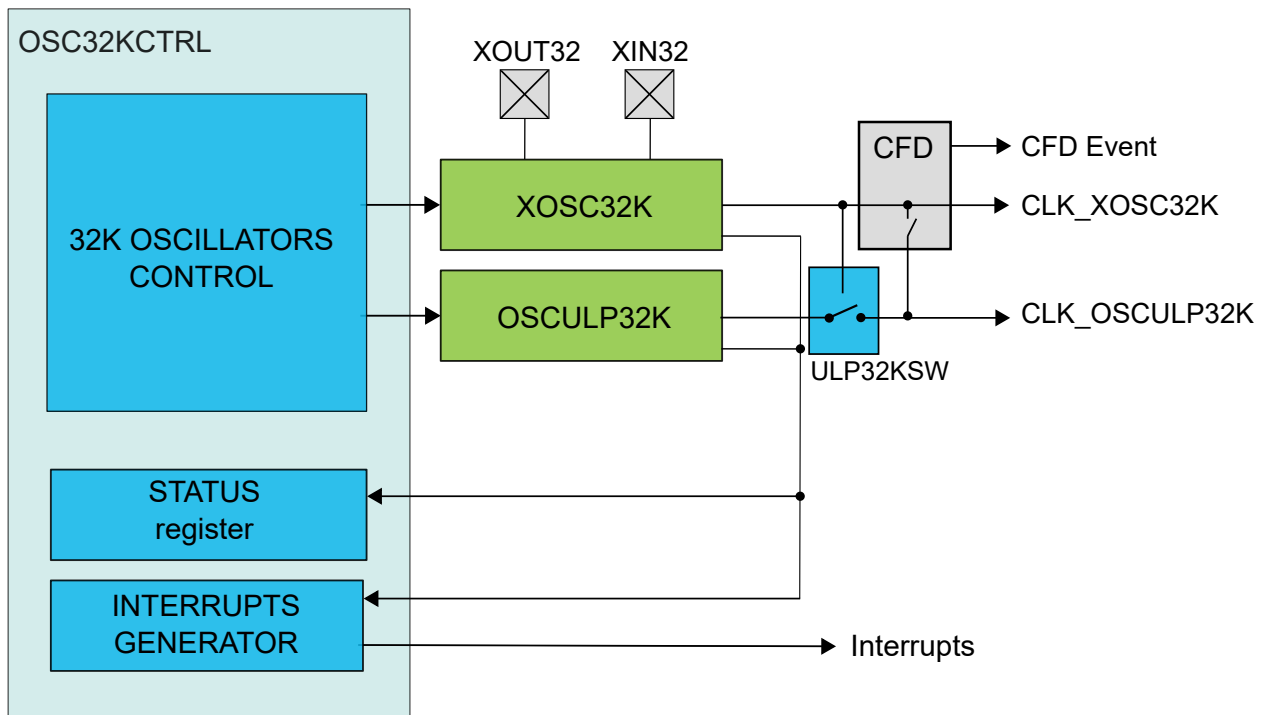 OSC32KCTRL
XOUT32
XIN32
CFD
CFD Event
XOSC32K
CLK_XOSC32K
32K OSCILLATORS
CONTROL
OSCULP32K
CLK_OSCULP32K
ULP32KSW
STATUS
register
INTERRUPTS
GENERATOR
Interrupts